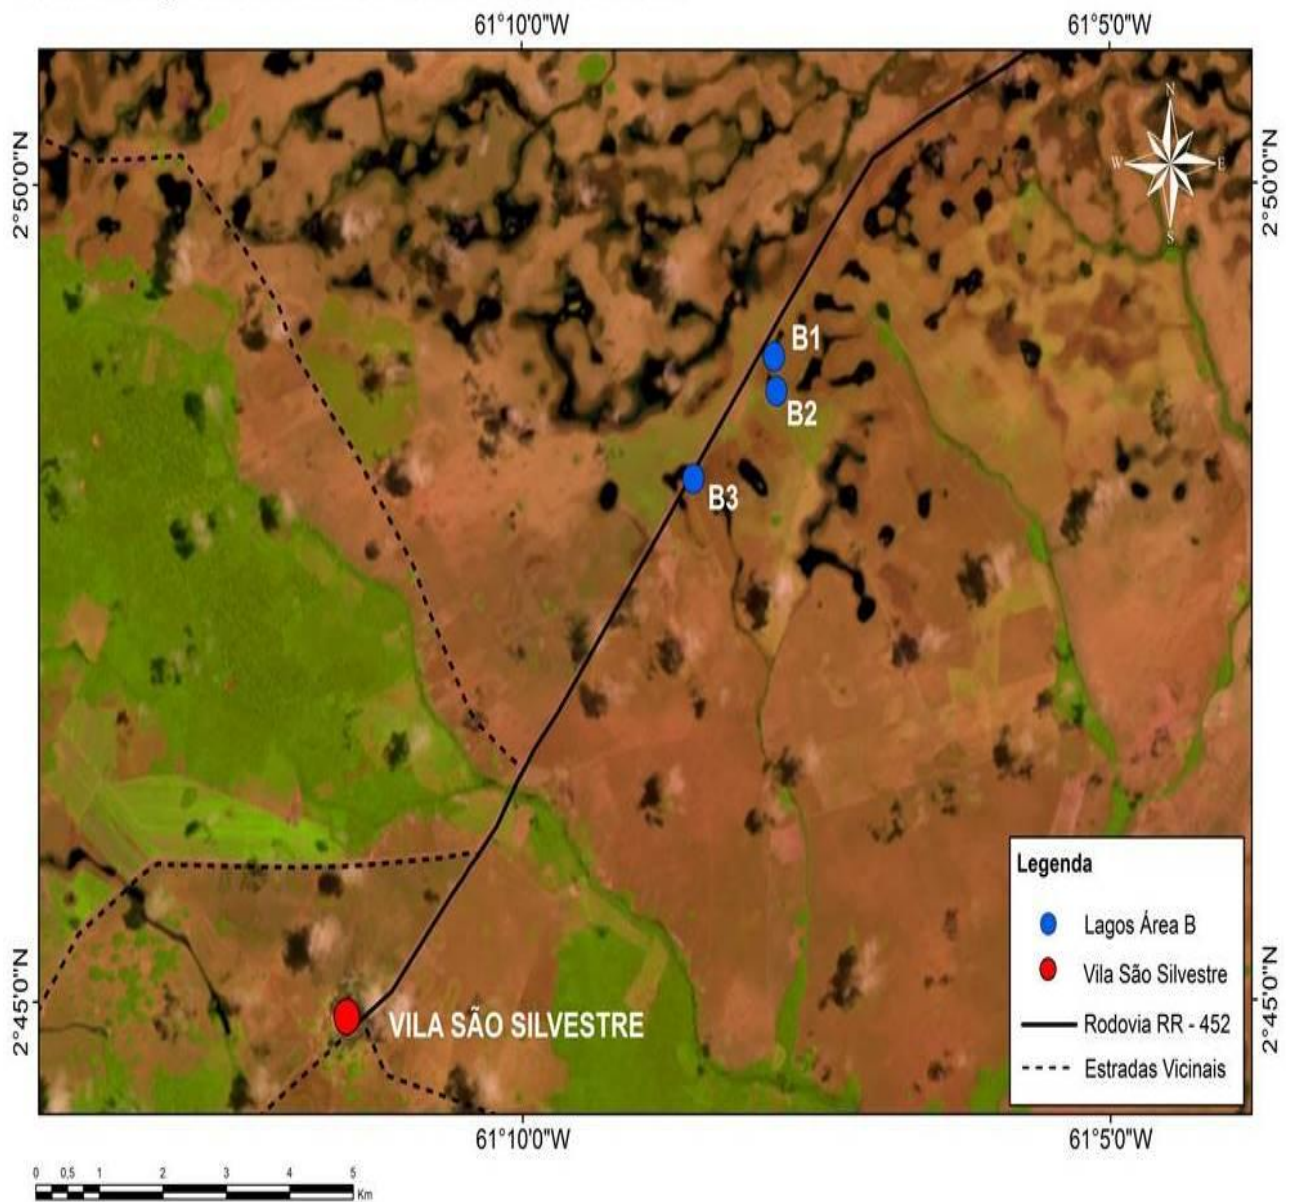 61°10'0"W 61°5'0"W
N
W E
S
2°50'0"N 2°50'0"N
B1
B2
B3
VILA SÃO SILVESTRE
Legenda
Lagos Área B
Vila São Silvestre
Rodovia RR - 452
Estradas Vicinais
2°45'0"N 2°45'0"N
61°10'0"W 61°5'0"W
0 0,5 1 2 3 4 5
Km